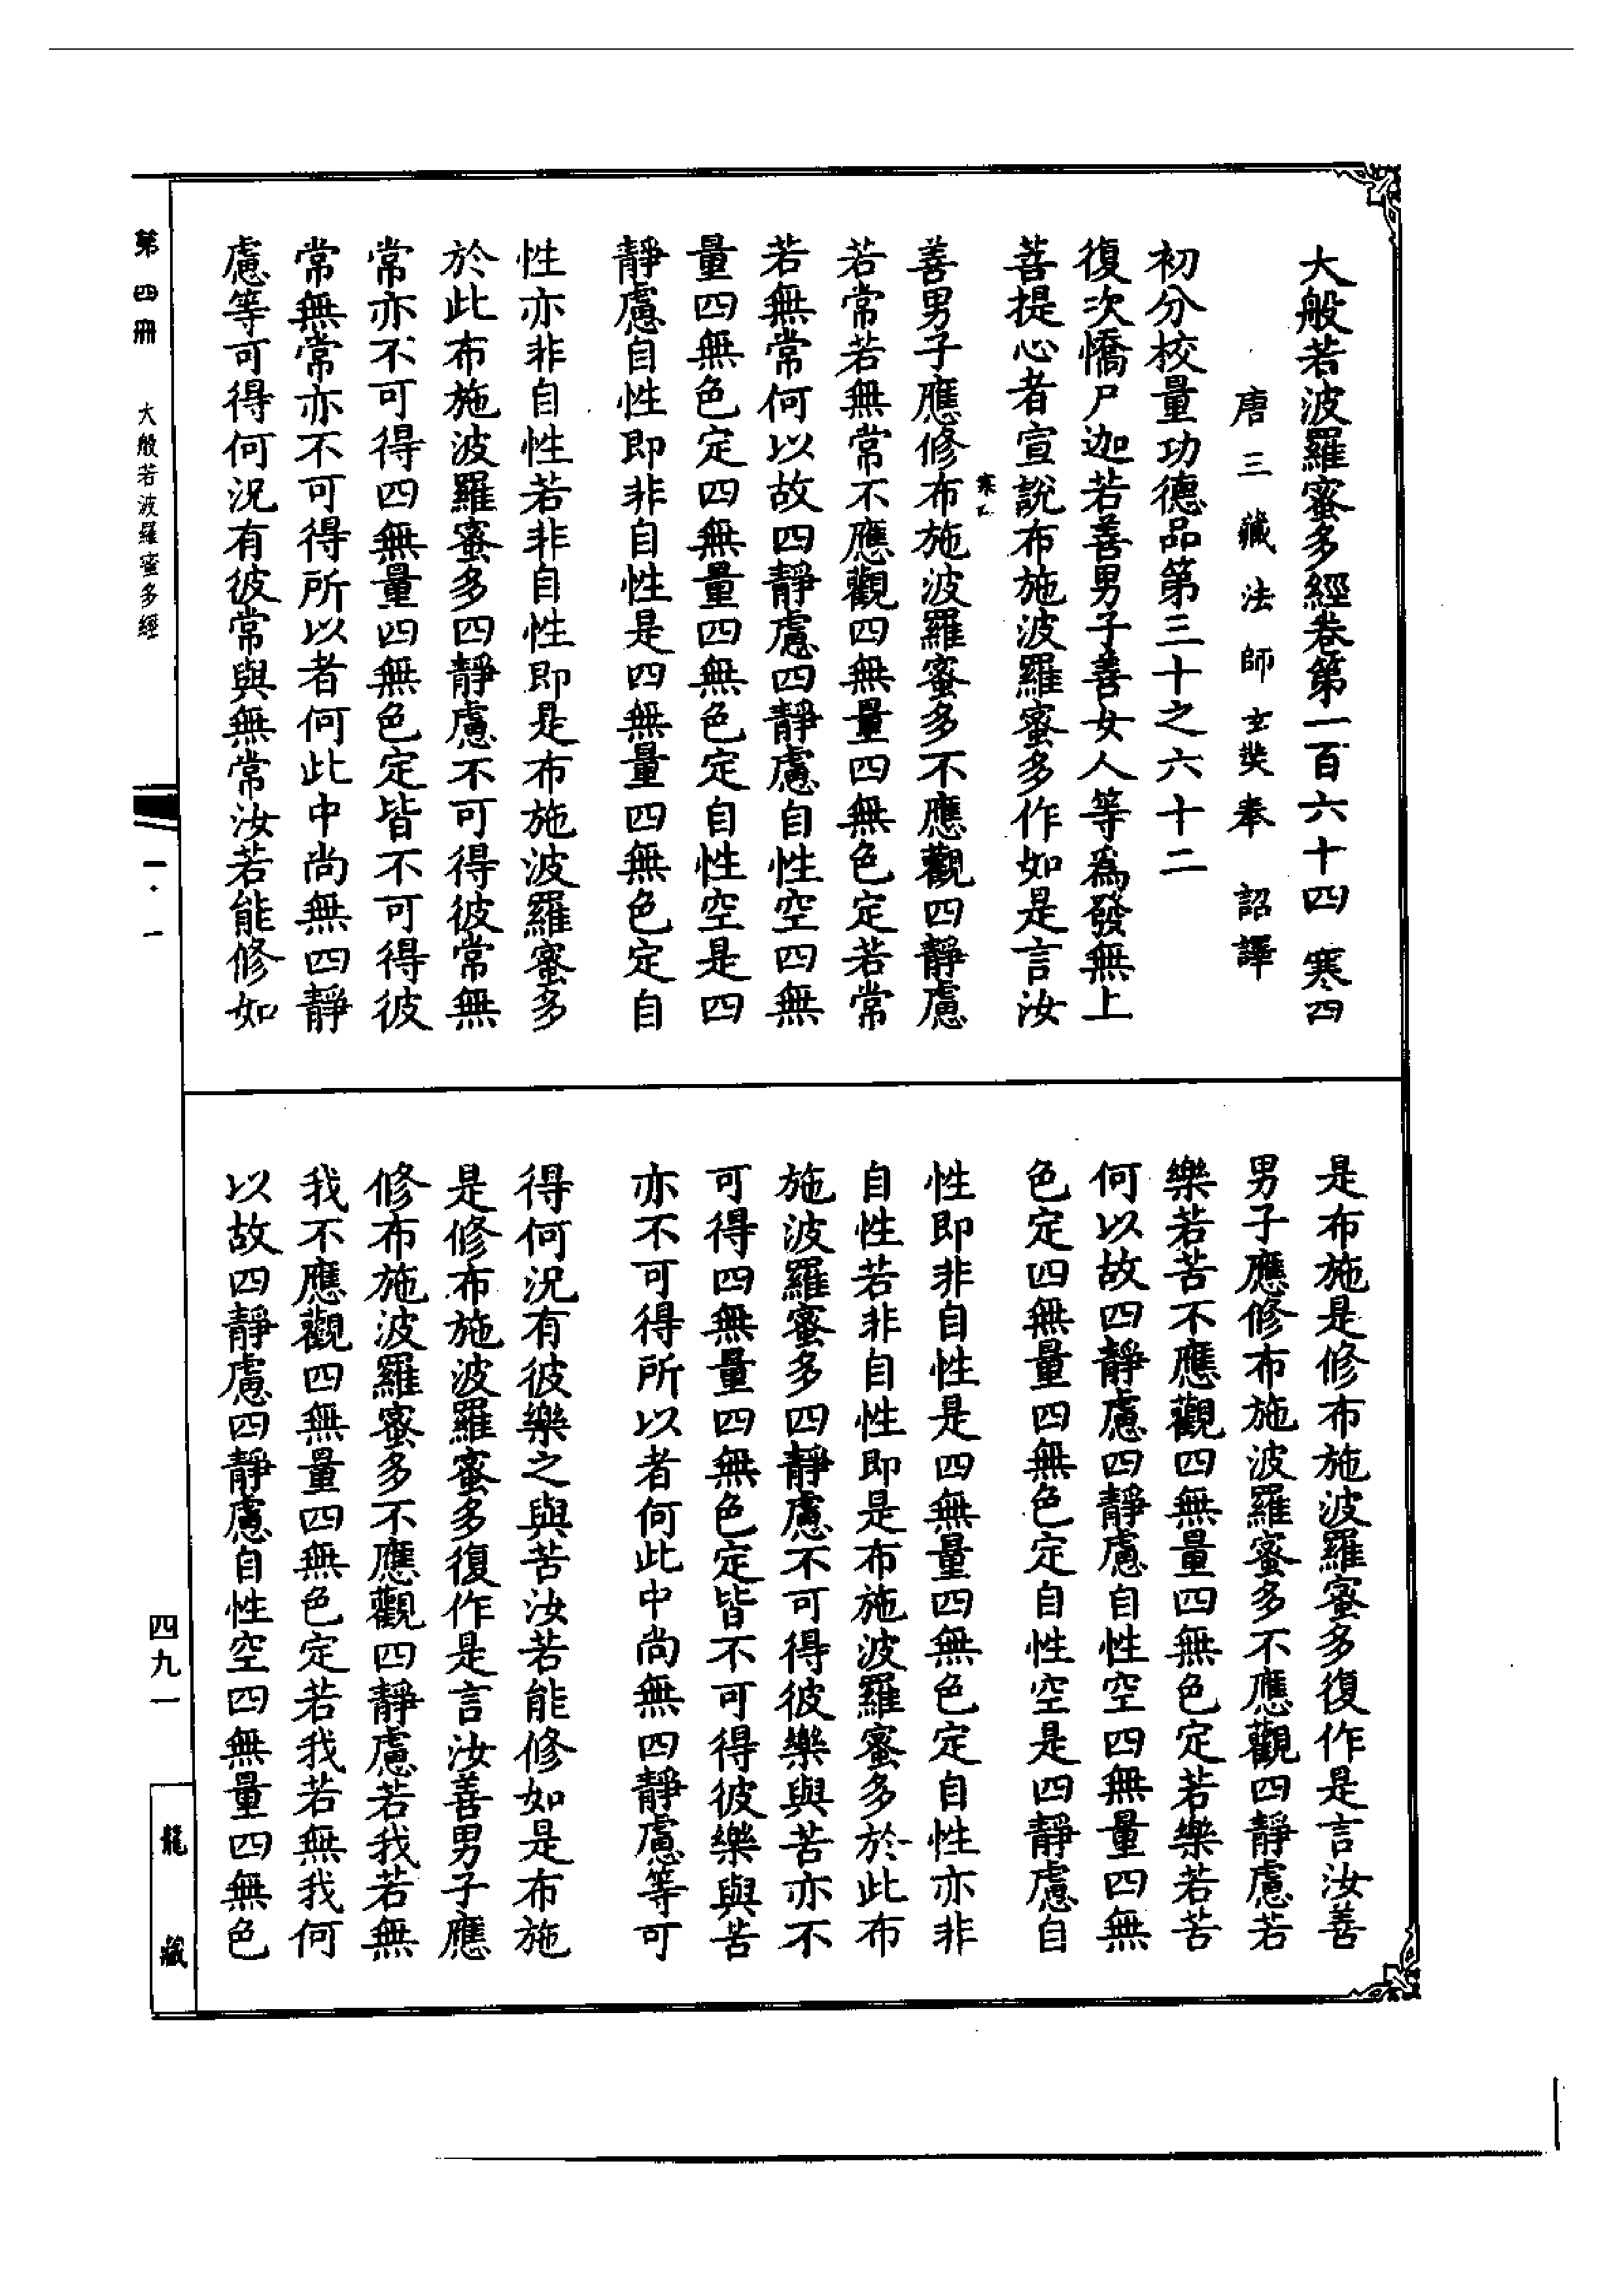 大般若波羅蜜多經卷第一百六十四 寒四
唐三藏法師玄奘奉 詔譯
初分校量功德品第三十之六十二
復次憍尸迦若善男子善女人等爲發無上
菩提心者宣說布施波羅蜜多作如是言汝
善男子應修布施波羅蜜多不應觀四靜慮
若常若無常不應觀四無量四無色定若常
若無常何以故四靜慮四靜慮自性空四無
量四無色定四無量四無色定自性空是四
靜慮自性即非自性是四無量四無色定自
性亦非自性若非自性即是布施波羅蜜多
於此布施波羅蜜多四靜慮不可得彼常無
常亦不可得四無量四無色定皆不可得彼
常無常亦不可得所以者何此中尚無四靜
慮等可得何況有彼常與無常汝若能修如
是布施是修布施波羅蜜多復作是言汝善
男子應修布施波羅蜜多不應觀四靜慮若
樂若苦不應觀四無量四無色定若樂若苦
何以故四靜慮四靜慮自性空四無量四無
色定四無量四無色定自性空是四靜慮自
性即非自性是四無量四無色定自性亦非
自性若非自性即是布施波羅蜜多於此布
施波羅蜜多四靜慮不可得彼樂與苦亦不
可得四無量四無色定皆不可得彼樂與苦
亦不可得所以者何此中尚無四靜慮等可
得何況有彼樂之與苦汝若能修如是布施
是修布施波羅蜜多復作是言汝善男子應
修布施波羅蜜多不應觀四靜慮若我若無
我不應觀四無量四無色定若我若無我何
以故四靜慮四靜慮自性空四無量四無色
第四冊
大般若波羅蜜多經
一·一
四九一
龍藏